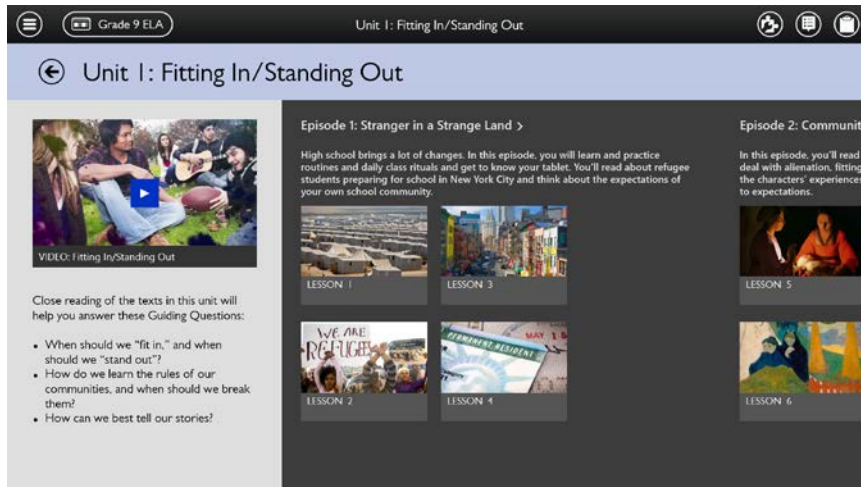 Grade 9 ELA
Unit 1: Fitting In/Standing Out
Unit 1: Fitting In/Standing Out
VIDEO: Fitting In/Standing Out
Close reading of the texts in this unit will
help you answer these Guiding Questions:
• When should we “fit in,” and when
should we “stand out”?
• How do we learn the rules of our
communities, and when should we break
them?
• How can we best tell our stories?
Episode 1: Stranger in a Strange Land >
High school brings a lot of changes. In this episode, you will learn and practice
routines and daily class rituals and get to know your tablet. You'll read about refugee
students preparing for school in New York City and think about the expectations of
your own school community.
LESSON 1
LESSON 3
WE ARE
REFUGEES
LESSON 2
PERMANENT RESIDENT
MAY 15
LESSON 4
Episode 2: Communit
In this episode, you'll read
deal with alienation, fitting
the characters' experiences
to expectations.
LESSON 5
LESSON 6